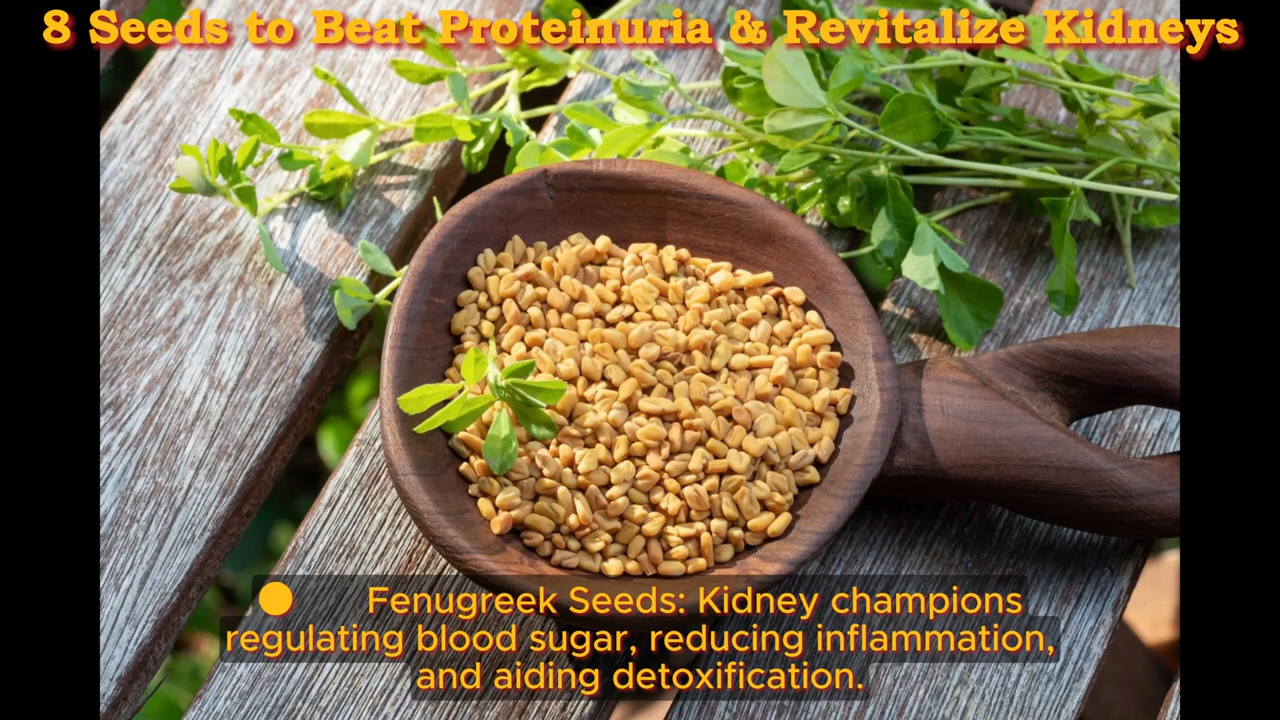 8 Seeds to Beat Proteinuria & Revitalize Kidneys
Fenugreek Seeds: Kidney champions
regulating blood sugar, reducing inflammation,
and aiding detoxification.